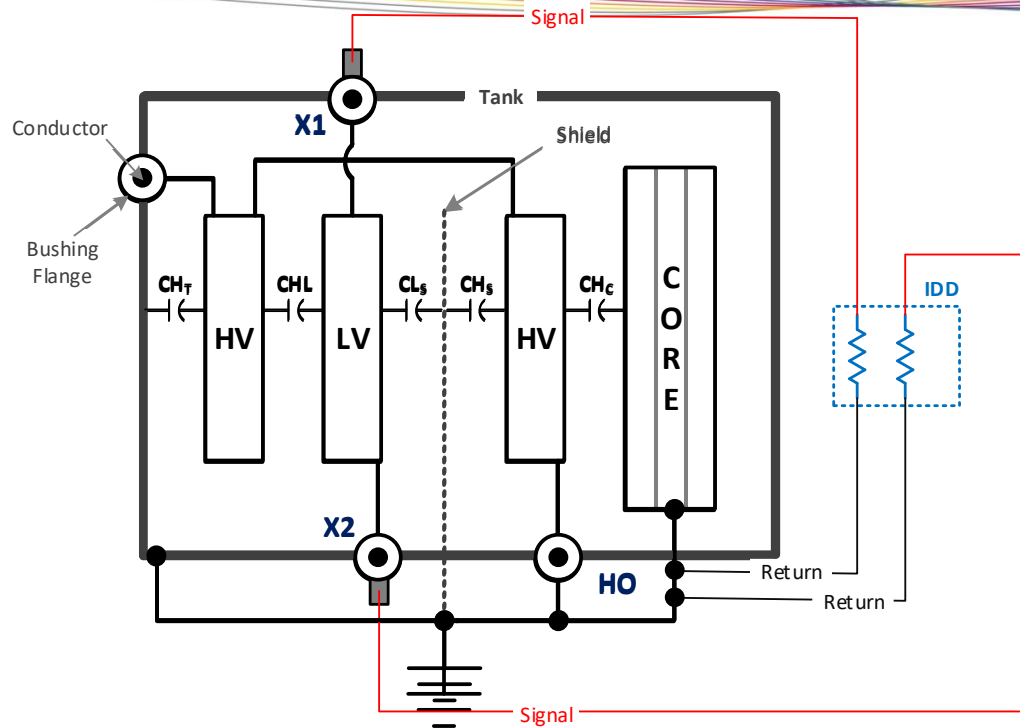 Signal
Tank
X1
Conductor
Shield
Bushing
Flange
IDD
CHT
CHL
CLS
CHS
CHC
HV
LV
HV
C
O
R
E
X2
HO
Return
Return
Signal